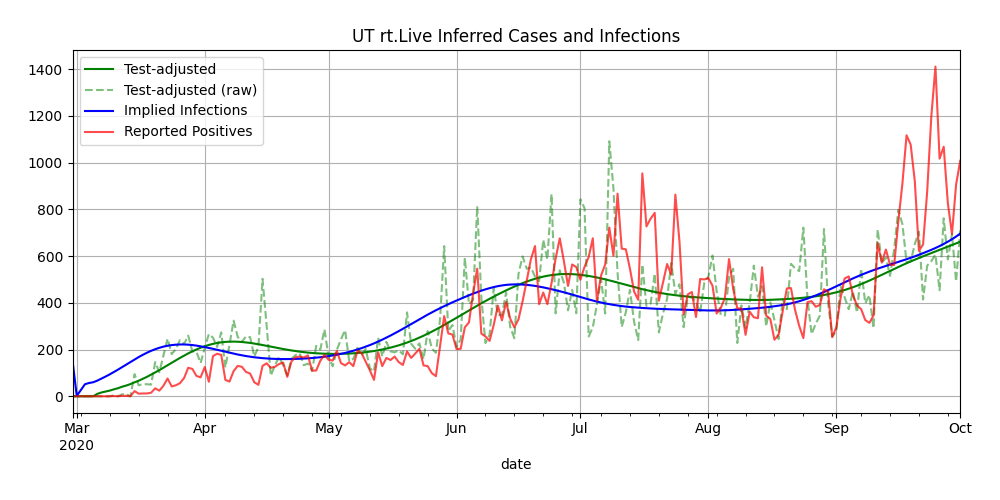 UT rt.Live Inferred Cases and Infections
Test-adjusted
Test-adjusted (raw)
Implied Infections
Reported Positives
1400
1200
1000
800
600
400
200
0
Mar Apr May Jun Jul Aug Sep Oct
2020
date